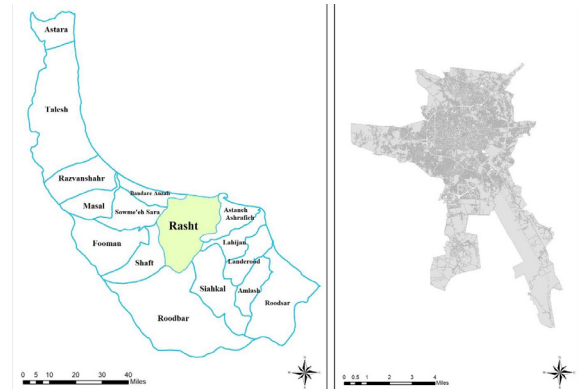 Astara
Talesh
Razvanshahr
Masal
Bandare Anzali
Sowme'eh Sara
Rasht
Astaneh
Ashrafieh
Fooman
Lahijan
Shaft
Landerood
Siahkal
Amlash
Roodsar
Roodbar
0 5 10 20 30 40
Miles
0 0.5 1 2 3 4
Miles